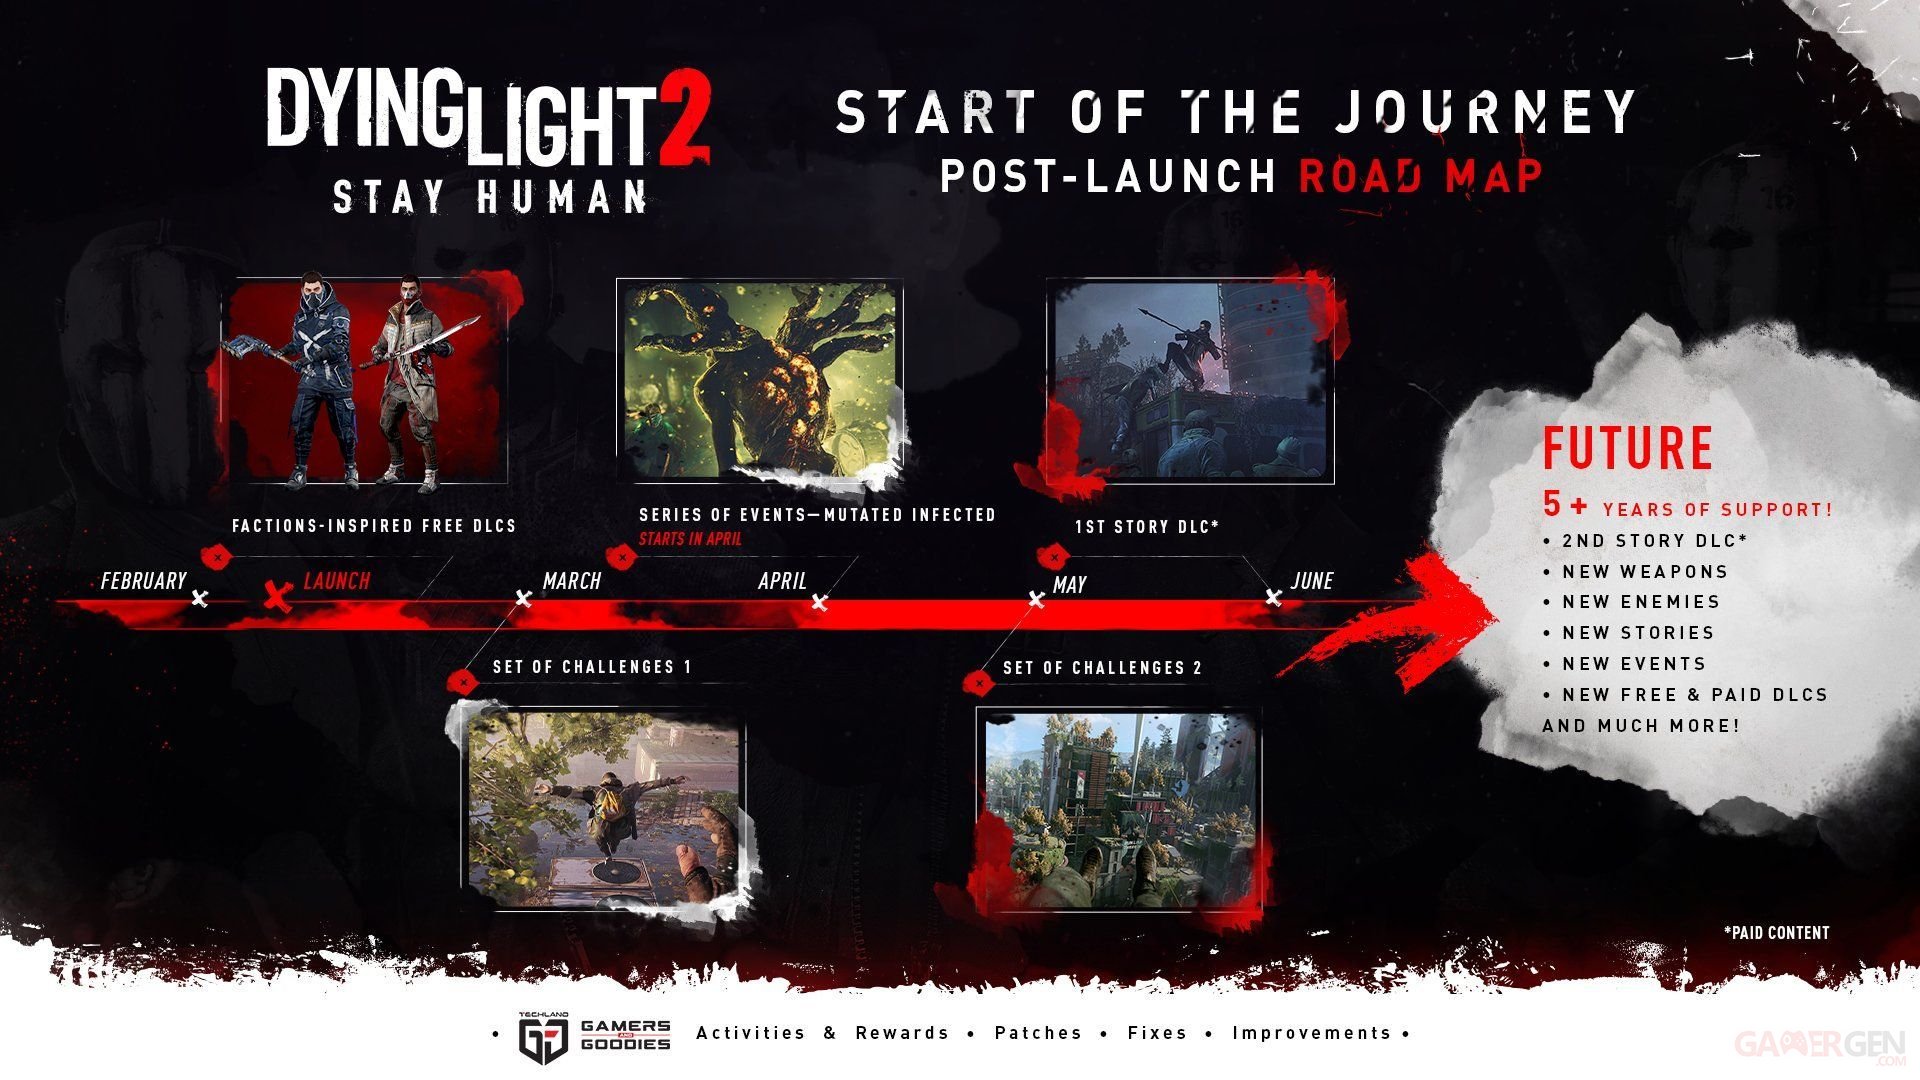 DYING LIGHT 2
STAY HUMAN
START OF THE JOURNEY
POST-LAUNCH ROAD MAP
FACTIONS-INSPIRED FREE DLCS
SERIES OF EVENTS—MUTATED INFECTED
STARTS IN APRIL
1ST STORY DLC*
FEBRUARY
LAUNCH
MARCH
APRIL
MAY
JUNE
SET OF CHALLENGES 1
SET OF CHALLENGES 2
FUTURE
5+ YEARS OF SUPPORT!
• 2ND STORY DLC*
• NEW WEAPONS
• NEW ENEMIES
• NEW STORIES
• NEW EVENTS
• NEW FREE & PAID DLCS
AND MUCH MORE!
*PAID CONTENT
• TECHLAND GG GAMERS AND GOODIES Activities & Rewards • Patches • Fixes • Improvements •
GAMERGEN
.COM